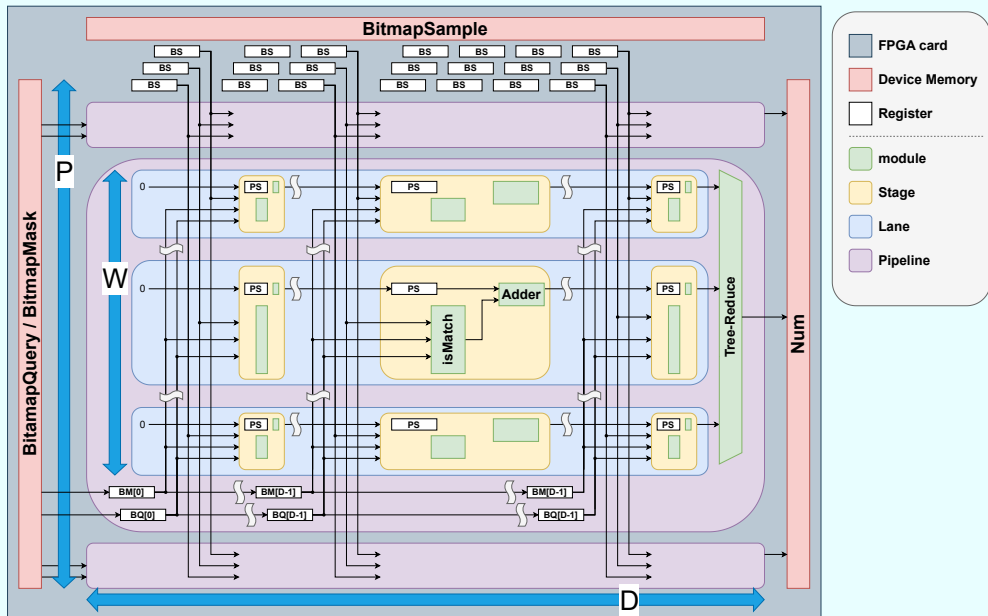 BitmapSample
BS BS BS BS BS BS BS
BS BS BS BS BS BS BS
BS BS BS BS BS BS BS
BitamapQuery / BitmapMask
P
W
D
0 PS PS PS
0 PS PS Adder PS
isMatch
0 PS PS PS
Tree-Reduce
Num
BM[0] BM[D-1] BM[D-1]
BQ[0] BQ[D-1] BQ[D-1]
FPGA card
Device Memory
Register
module
Stage
Lane
Pipeline